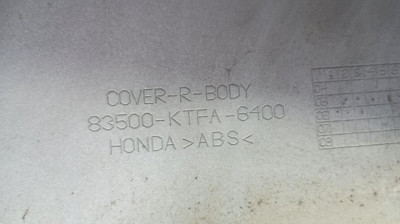 COVER-R-BODY
83500-KTFA-6400
HONDA >ABS<